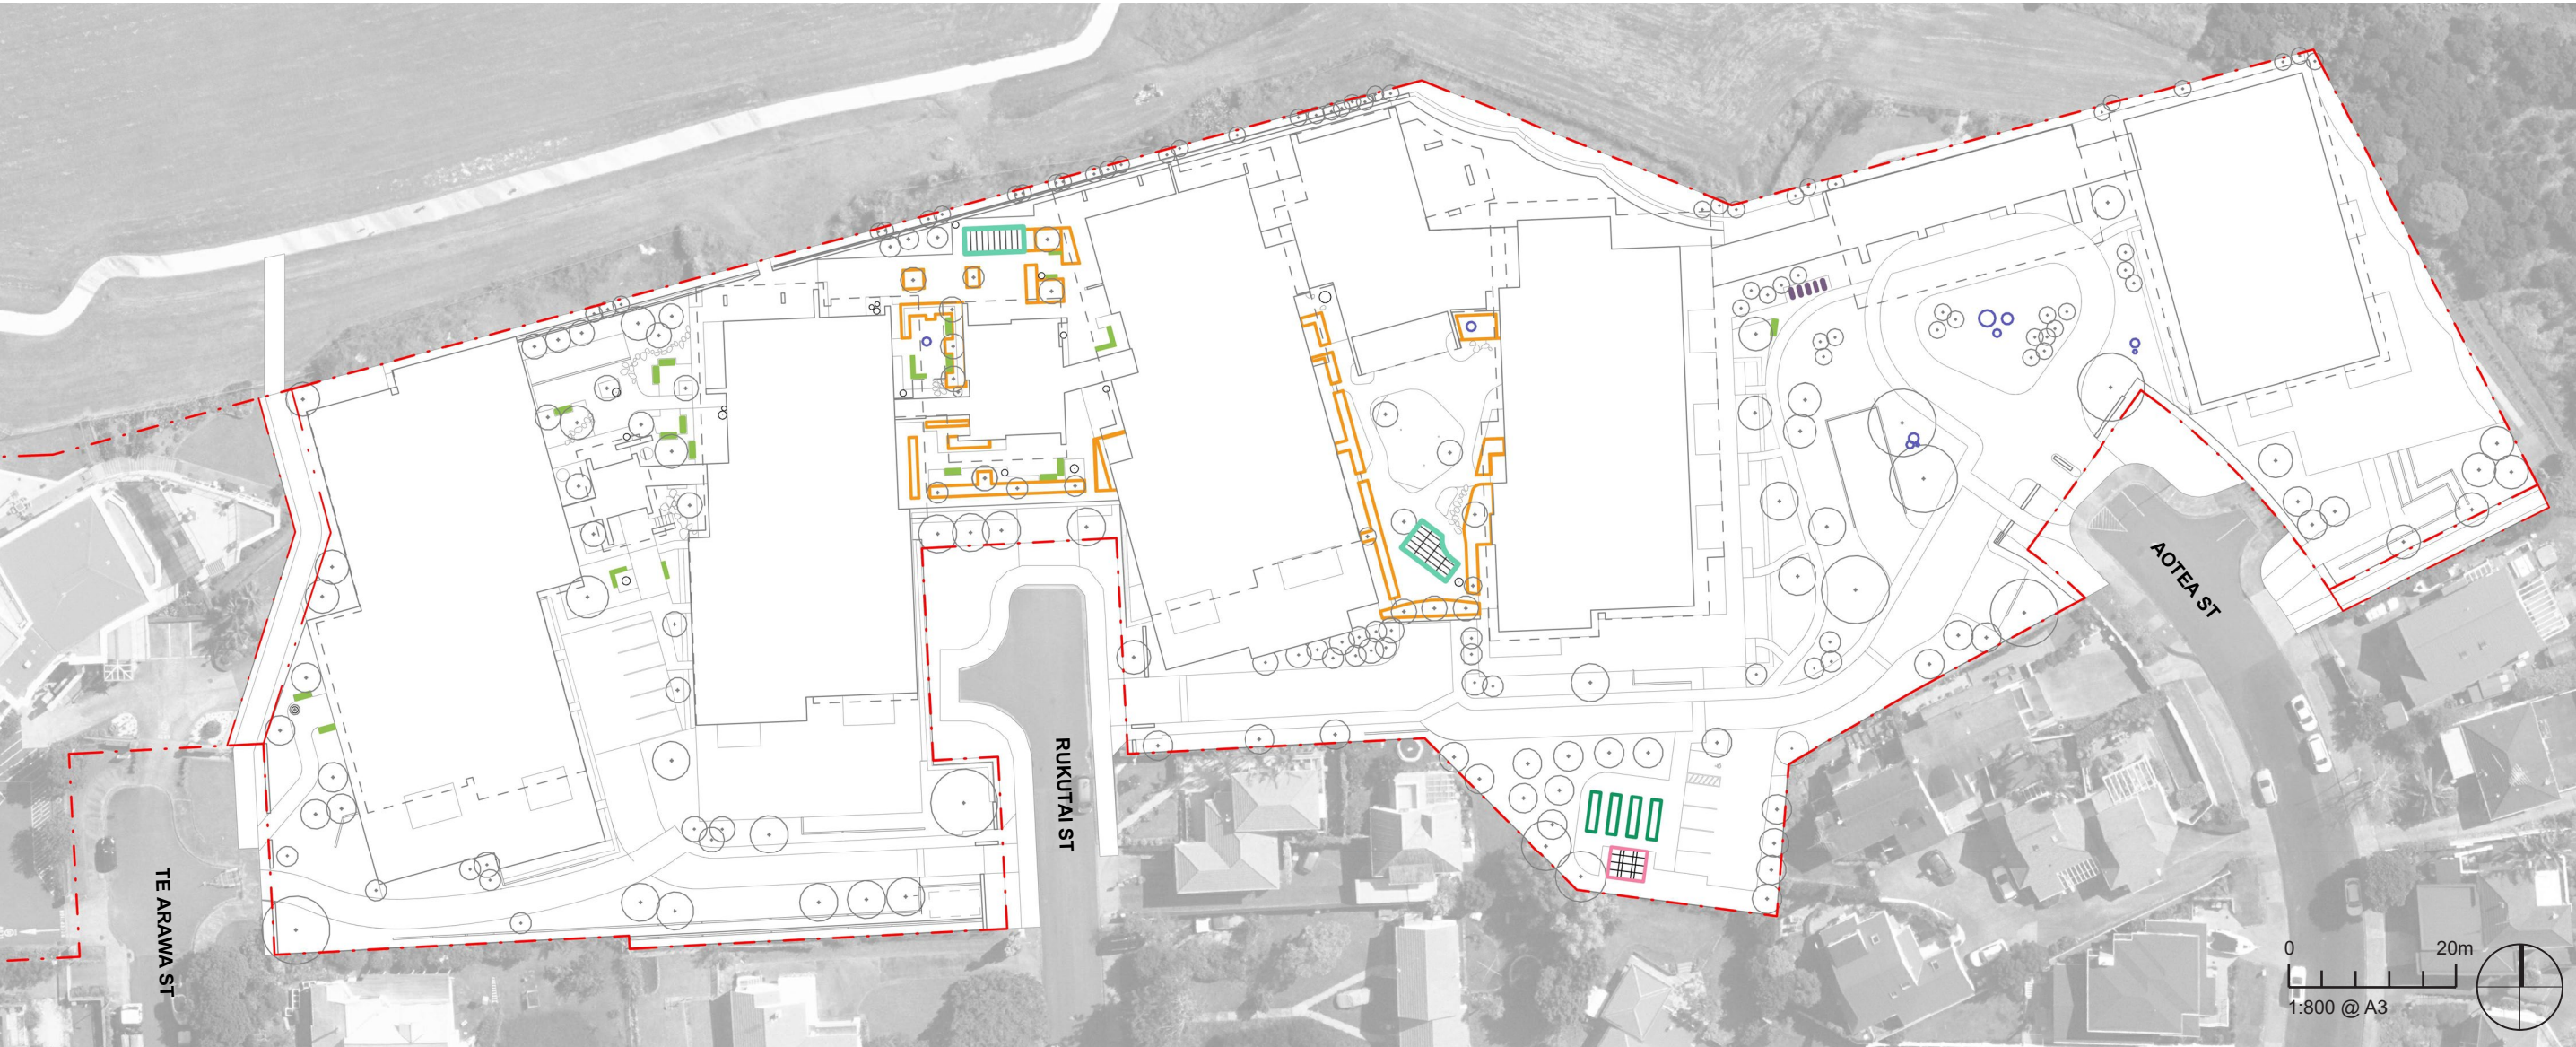 AOTEA ST
RUKUTAI ST
TE ARAWA ST
0 20m
1:800 @ A3